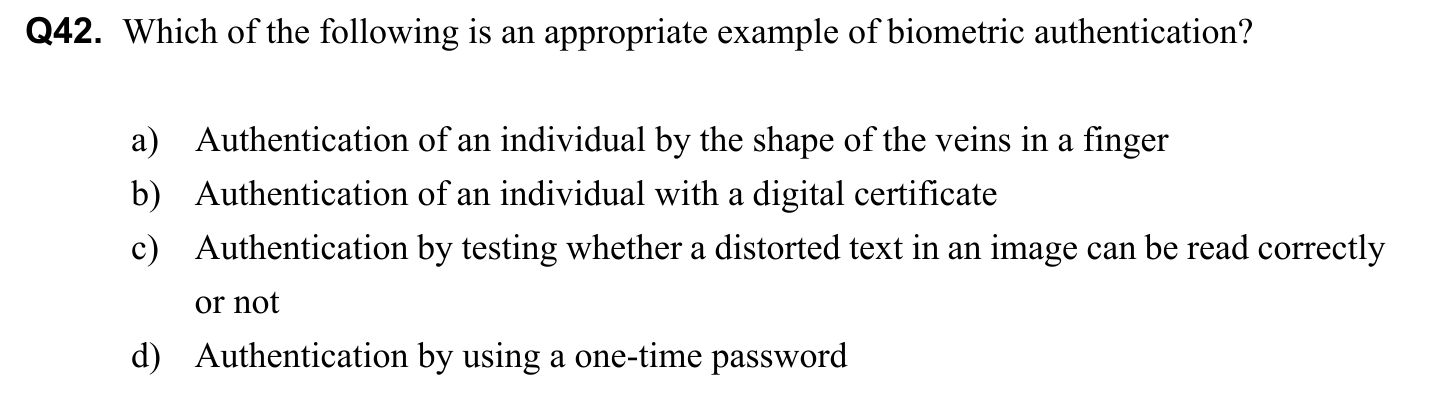 Q42. Which of the following is an appropriate example of biometric authentication?
a) Authentication of an individual by the shape of the veins in a finger
b) Authentication of an individual with a digital certificate
c) Authentication by testing whether a distorted text in an image can be read correctly
or not
d) Authentication by using a one-time password